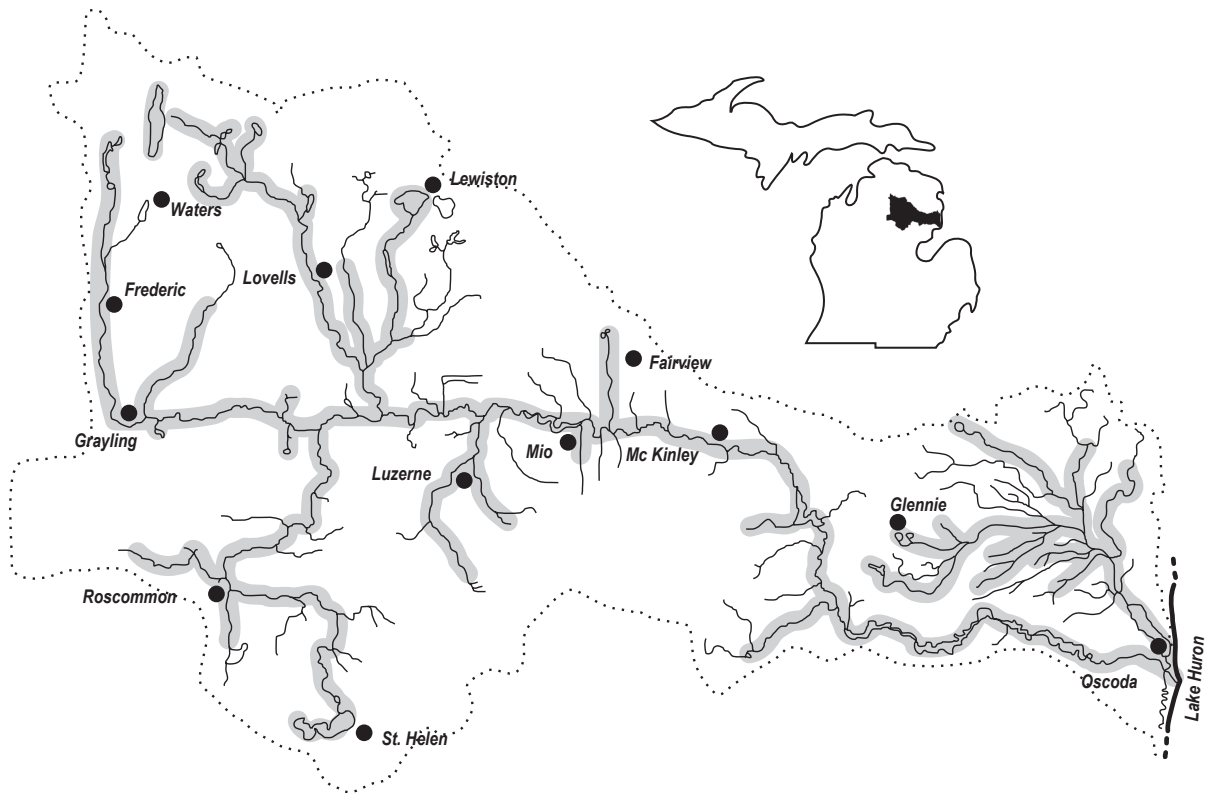 Lewiston
Waters
Lovells
Frederic
Fairview
Grayling
Mio
Mc Kinley
Luzerne
Glennie
Roscommon
Oscoda
Lake Huron
St. Helen